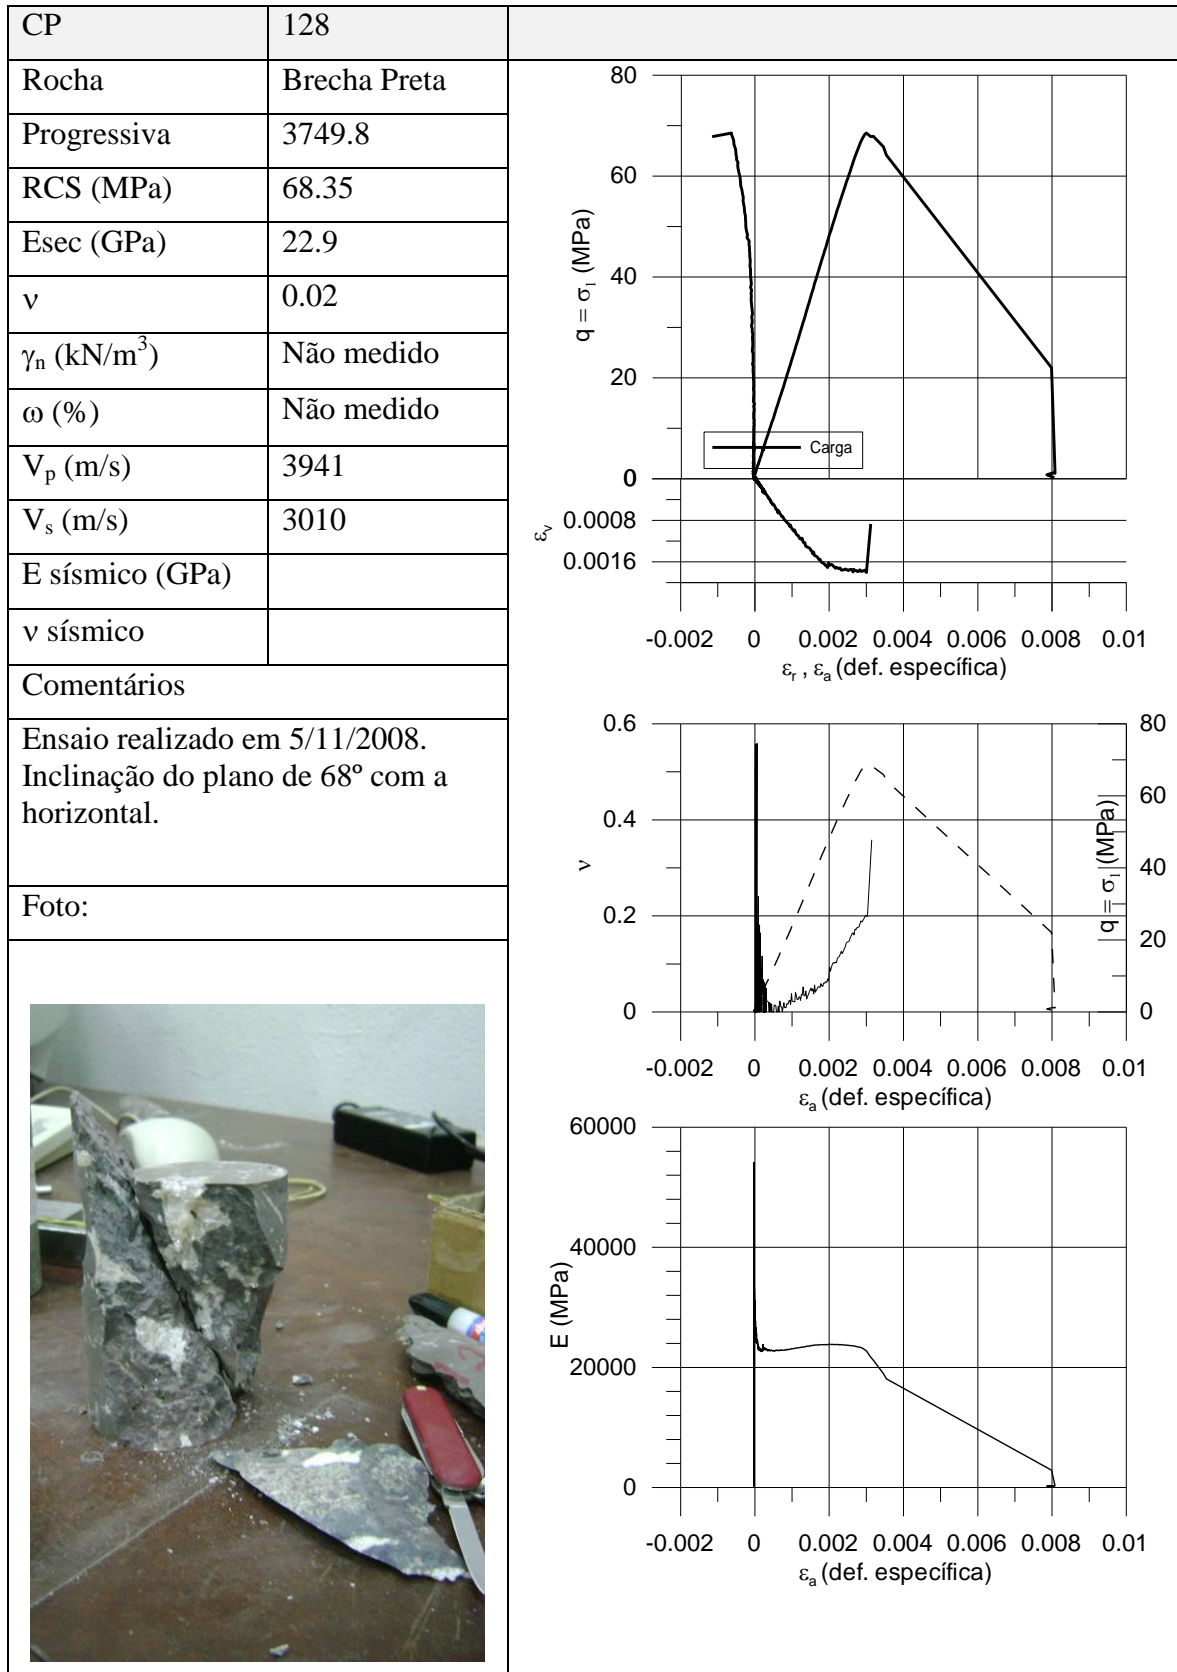 CP 128
Rocha Brecha Preta
Progressiva 3749.8
RCS (MPa) 68.35
Esec (GPa) 22.9
ν 0.02
γn (kN/m³) Não medido
ω (%) Não medido
Vp (m/s) 3941
Vs (m/s) 3010
E sísmico (GPa)
ν sísmico
Comentários
Ensaio realizado em 5/11/2008.
Inclinação do plano de 68º com a
horizontal.
Foto:
80
60
40
20
0
q = σ1 (MPa)
Carga
0.0008
0.0016
εv
-0.002 0 0.002 0.004 0.006 0.008 0.01
εr , εa (def. específica)
0.6
0.4
0.2
0
ν
80
60
40
20
0
q = σ1 (MPa)
-0.002 0 0.002 0.004 0.006 0.008 0.01
εa (def. específica)
60000
40000
20000
0
E (MPa)
-0.002 0 0.002 0.004 0.006 0.008 0.01
εa (def. específica)